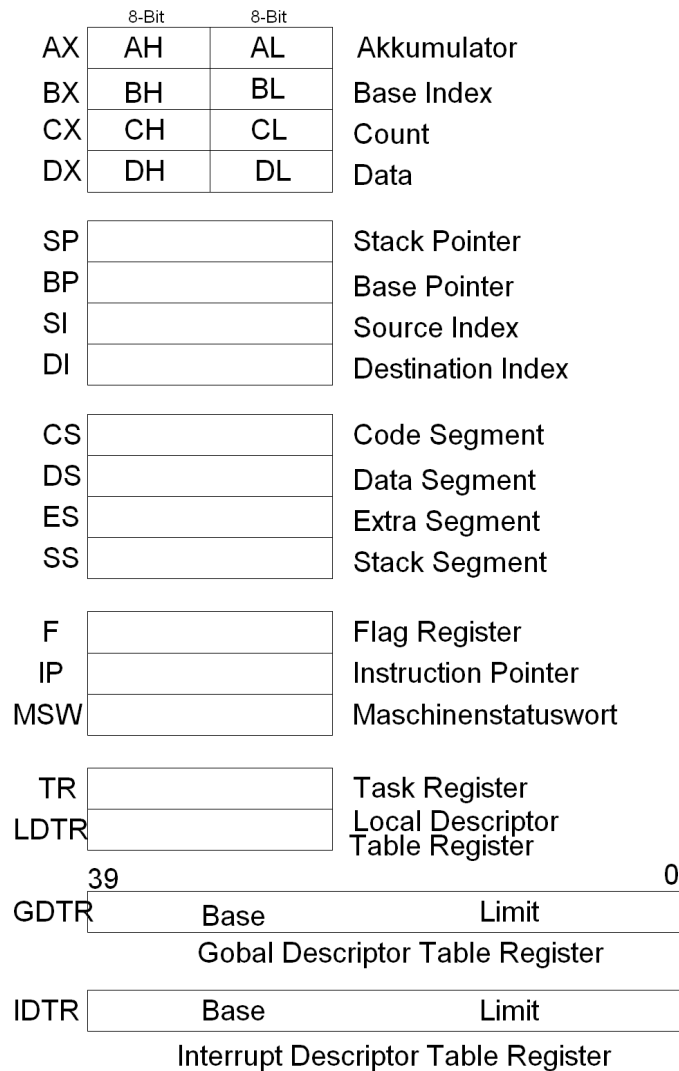 8-Bit 8-Bit
AX AH AL Akkumulator
BX BH BL Base Index
CX CH CL Count
DX DH DL Data
SP Stack Pointer
BP Base Pointer
SI Source Index
DI Destination Index
CS Code Segment
DS Data Segment
ES Extra Segment
SS Stack Segment
F Flag Register
IP Instruction Pointer
MSW Maschinenstatuswort
TR Task Register
LDTR Local Descriptor
Table Register
39 0
GDTR Base Limit
Gobal Descriptor Table Register
IDTR Base Limit
Interrupt Descriptor Table Register